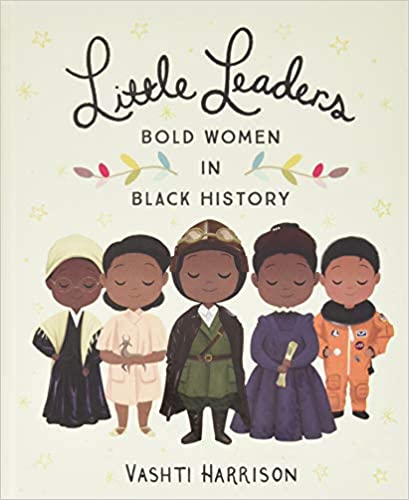 Little Leaders
BOLD WOMEN
IN
BLACK HISTORY
VASHTI HARRISON